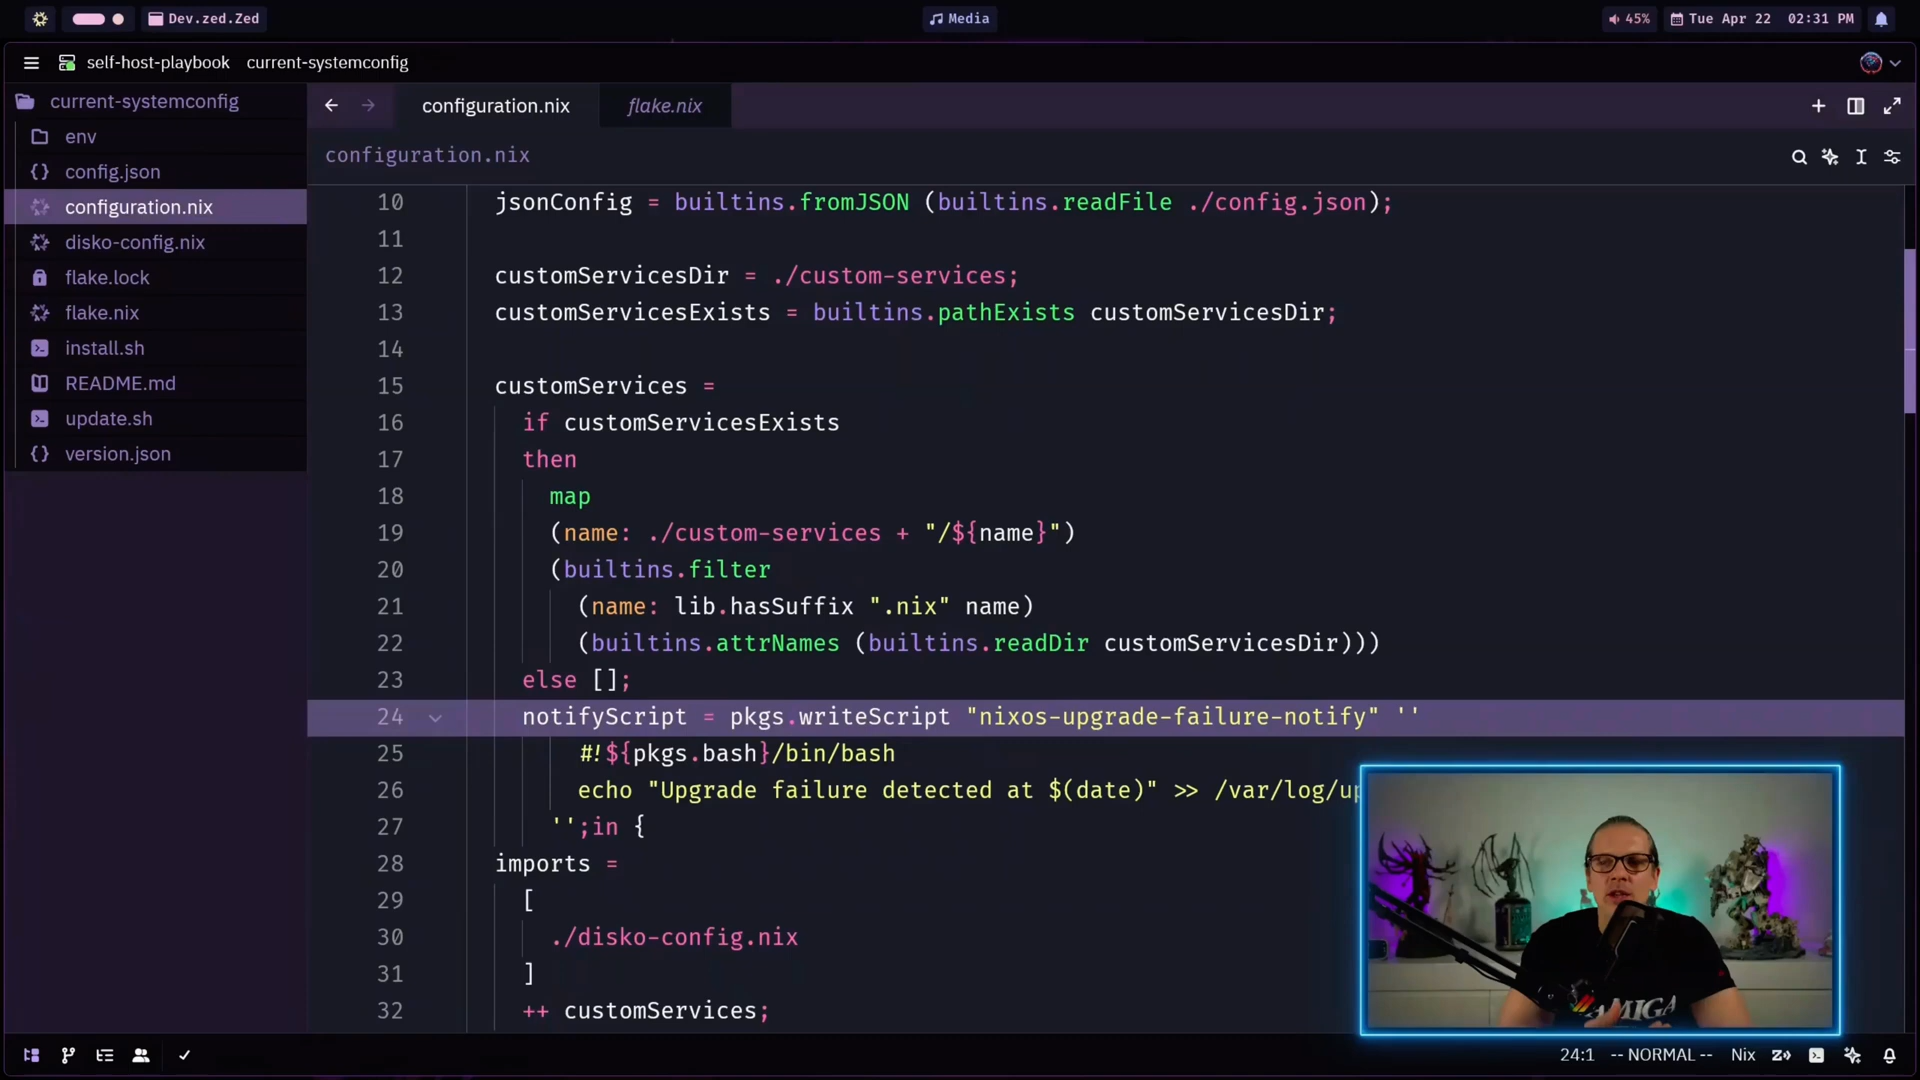 Dev.zed.Zed
Media
45%
Tue Apr 22 02:31 PM
self-host-playbook current-systemconfig
current-systemconfig
env
config.json
configuration.nix
disko-config.nix
flake.lock
flake.nix
install.sh
README.md
update.sh
version.json
configuration.nix flake.nix
configuration.nix
10 jsonConfig = builtins.fromJSON (builtins.readFile ./config.json);
11
12 customServicesDir = ./custom-services;
13 customServicesExists = builtins.pathExists customServicesDir;
14
15 customServices =
16 if customServicesExists
17 then
18 map
19 (name: ./custom-services + "/${name}")
20 (builtins.filter
21 (name: lib.hasSuffix ".nix" name)
22 (builtins.attrNames (builtins.readDir customServicesDir)))
23 else [];
24 notifyScript = pkgs.writeScript "nixos-upgrade-failure-notify" ''
25 #!${pkgs.bash}/bin/bash
26 echo "Upgrade failure detected at $(date)" >> /var/log/up
27 '';in {
28 imports =
29 [
30 ./disko-config.nix
31 ]
32 ++ customServices;
AMIGA
24:1 -- NORMAL -- Nix